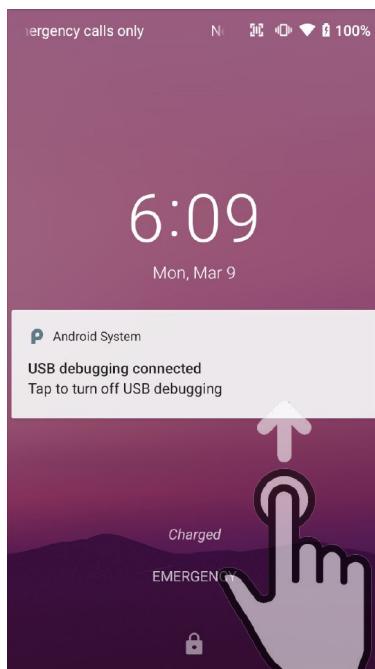 ergency calls only
100%
6:09
Mon, Mar 9
Android System
USB debugging connected
Tap to turn off USB debugging
Charged
EMERGENCY